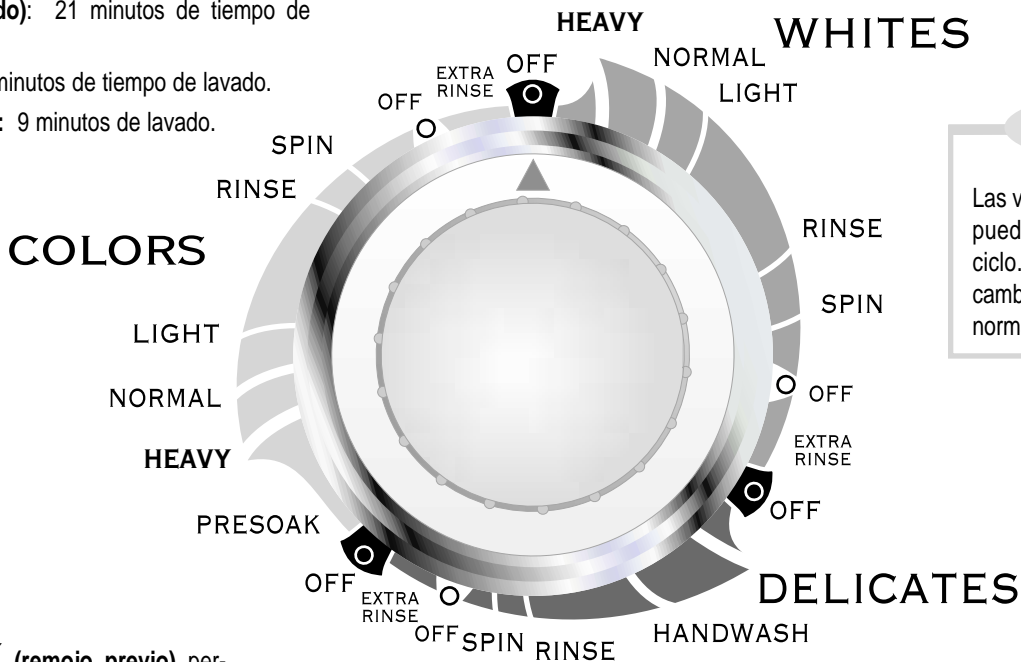 do): 21 minutos de tiempo de
minutos de tiempo de lavado.
: 9 minutos de lavado.
HEAVY
WHITES
NORMAL
LIGHT
OFF
EXTRA
RINSE
OFF
SPIN
RINSE
COLORS
LIGHT
NORMAL
HEAVY
PRESOAK
OFF
EXTRA
RINSE
OFF
SPIN
RINSE
HANDWASH
DELICATES
OFF
EXTRA
RINSE
OFF
SPIN
RINSE
Las v
pued
ciclo.
camb
norm
(remojo previo) per-